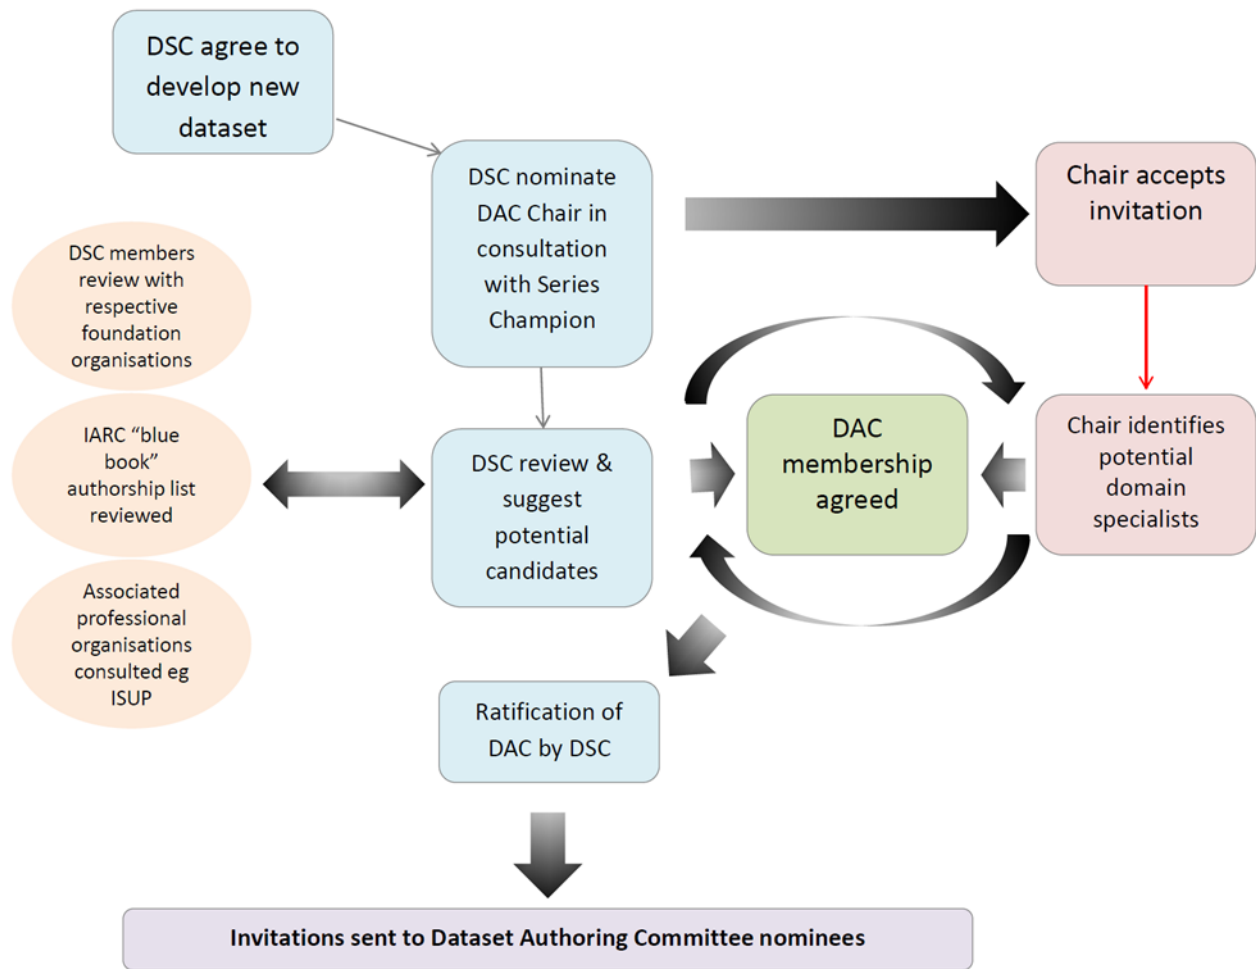 DSC agree to
develop new
dataset
DSC nominate
DAC Chair in
consultation
with Series
Champion
Chair accepts
invitation
DSC members
review with
respective
foundation
organisations
IARC “blue
book”
authorship list
reviewed
Associated
professional
organisations
consulted eg
ISUP
DSC review &
suggest
potential
candidates
DAC
membership
agreed
Chair identifies
potential
domain
specialists
Ratification of
DAC by DSC
Invitations sent to Dataset Authoring Committee nominees